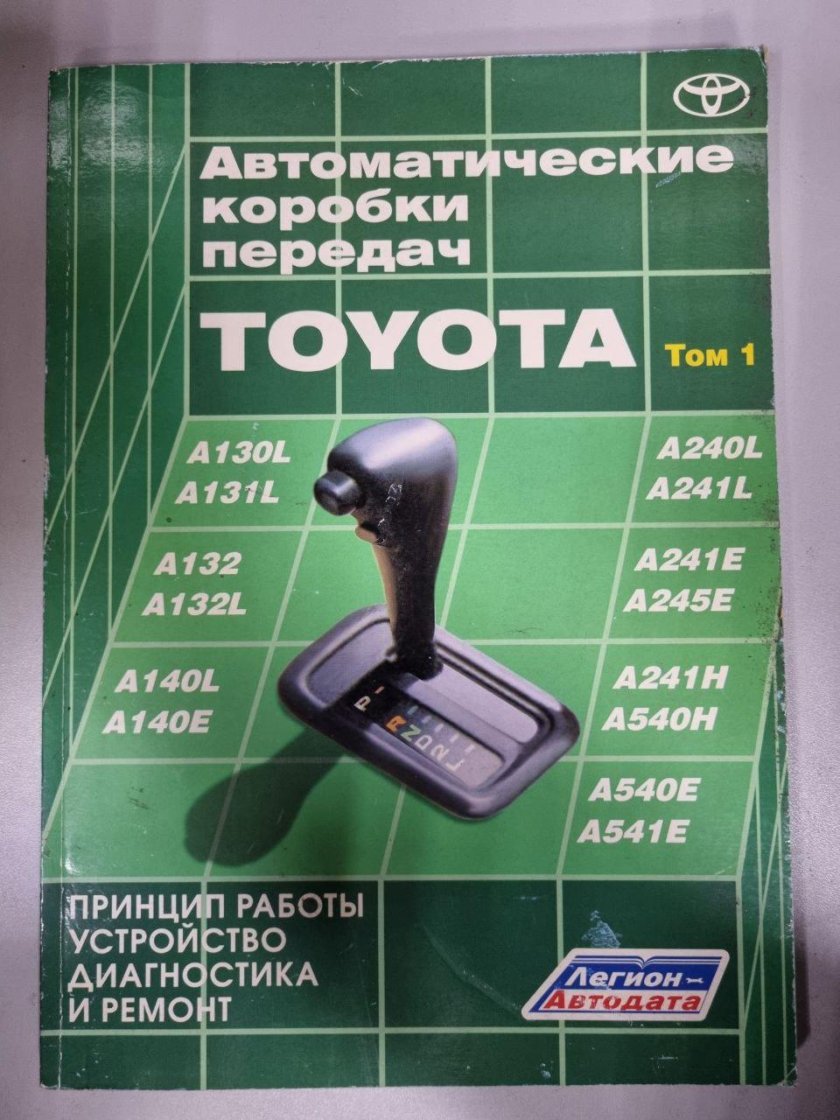 Автоматические
коробки
передач
TOYOTA Том 1
A130L
A131L
A132
A132L
A140L
A140E
A240L
A241L
A241E
A245E
A241H
A540H
A540E
A541E
P
R
N
D
2
L
ПРИНЦИП РАБОТЫ
УСТРОЙСТВО
ДИАГНОСТИКА
И РЕМОНТ
Легион-
Автодата